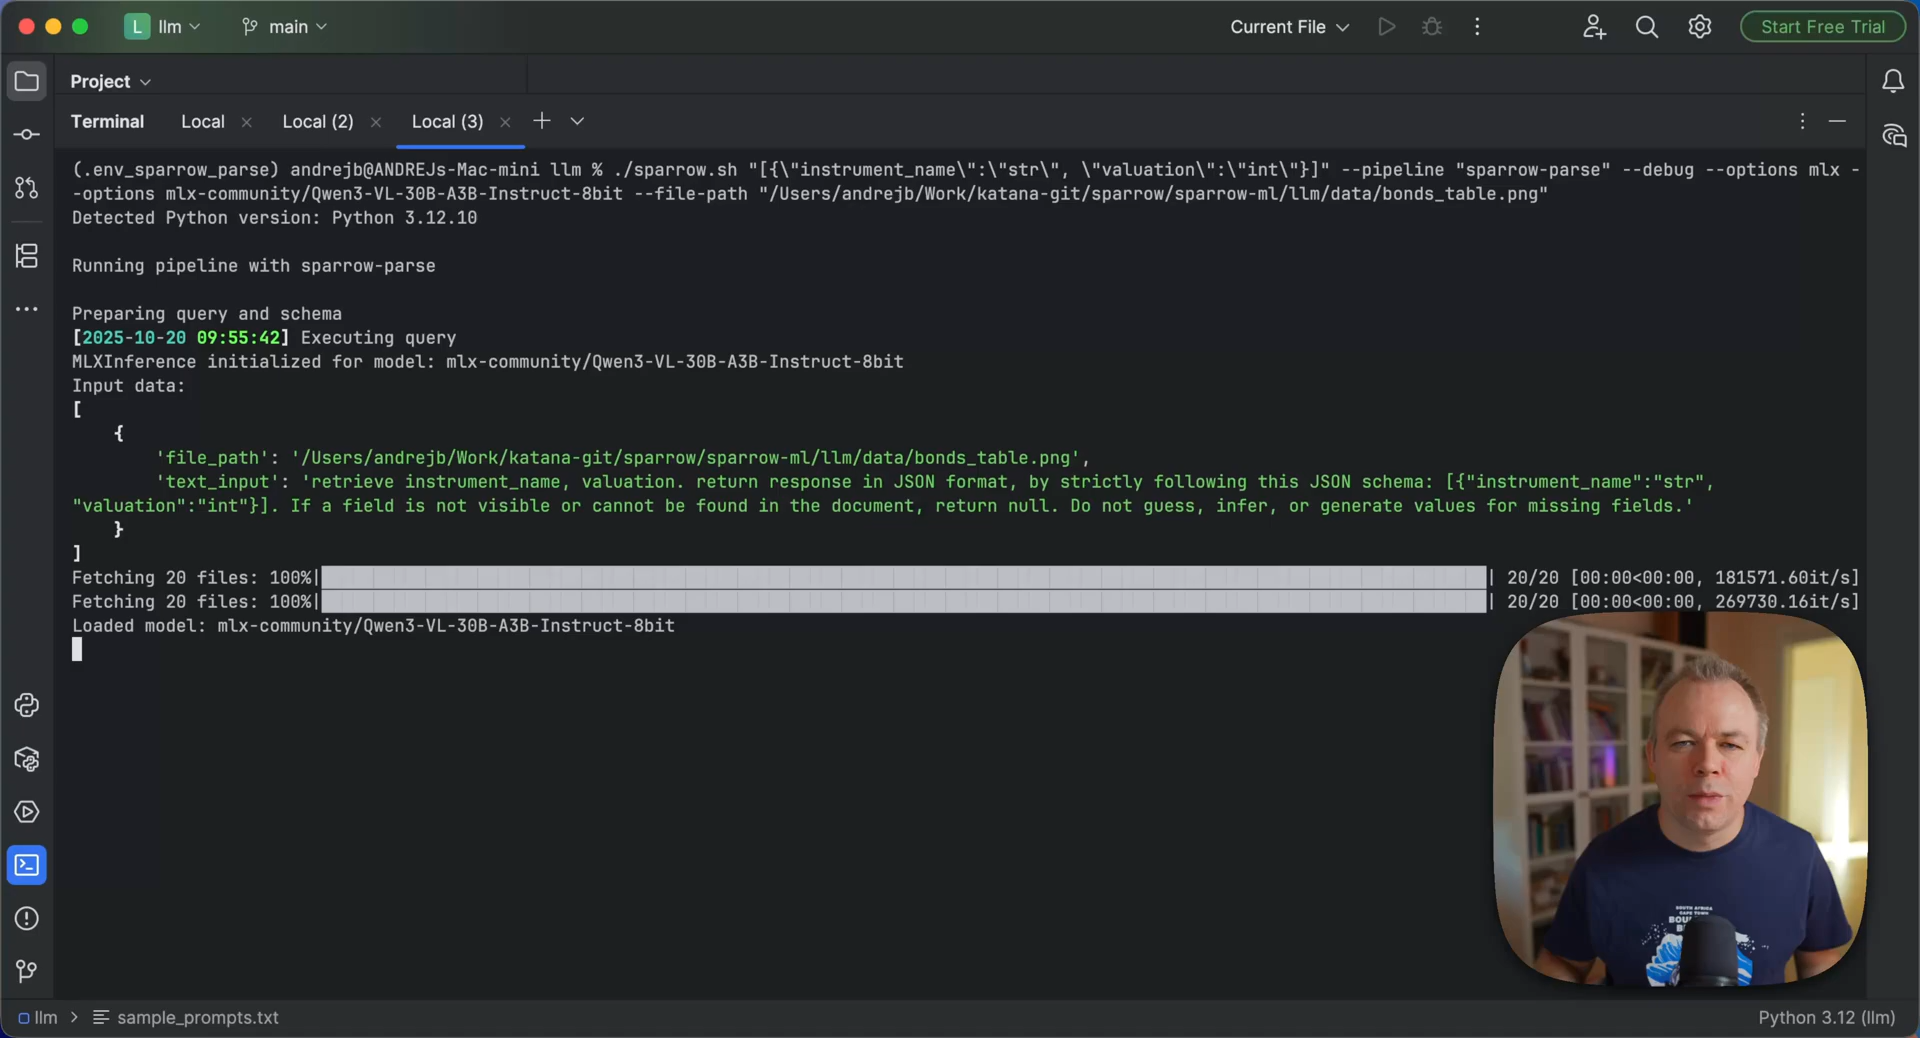 L llm main Current File Start Free Trial
Project
Terminal Local Local (2) Local (3)
(.env_sparrow_parse) andrejb@ANDREJs-Mac-mini llm % ./sparrow.sh "[{\"instrument_name\":\"str\", \"valuation\":\"int\"}]" --pipeline "sparrow-parse" --debug --options mlx -
-options mlx-community/Qwen3-VL-30B-A3B-Instruct-8bit --file-path "/Users/andrejb/Work/katana-git/sparrow/sparrow-ml/llm/data/bonds_table.png"
Detected Python version: Python 3.12.10
Running pipeline with sparrow-parse
Preparing query and schema
[2025-10-20 09:55:42] Executing query
MLXInference initialized for model: mlx-community/Qwen3-VL-30B-A3B-Instruct-8bit
Input data:
[
{
'file_path': '/Users/andrejb/Work/katana-git/sparrow/sparrow-ml/llm/data/bonds_table.png',
'text_input': 'retrieve instrument_name, valuation. return response in JSON format, by strictly following this JSON schema: [{"instrument_name":"str",
"valuation":"int"}]. If a field is not visible or cannot be found in the document, return null. Do not guess, infer, or generate values for missing fields.'
}
]
Fetching 20 files: 100%| | 20/20 [00:00<00:00, 181571.60it/s]
Fetching 20 files: 100%| | 20/20 [00:00<00:00, 269730.16it/s]
Loaded model: mlx-community/Qwen3-VL-30B-A3B-Instruct-8bit
SOUTH AFRICA
CAPE TOWN
llm > sample_prompts.txt Python 3.12 (llm)